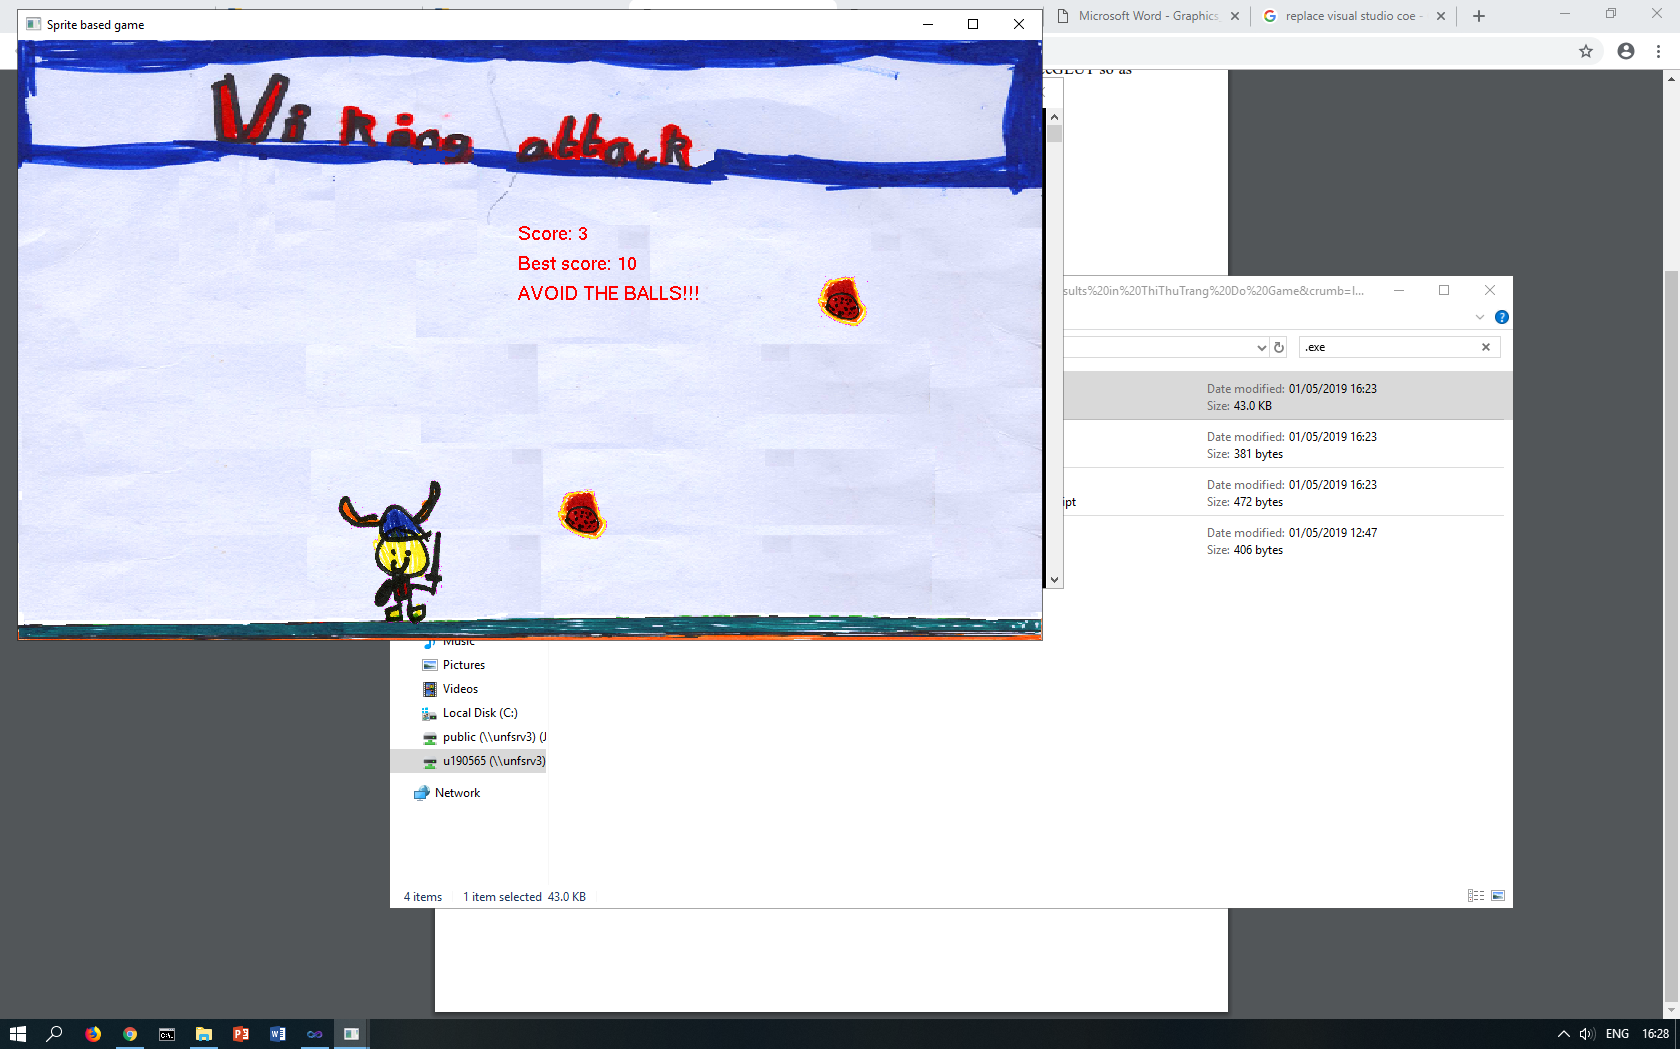 Sprite based game
Microsoft Word - Graphics
replace visual studio coe -
Viking attack
Score: 3
Best score: 10
AVOID THE BALLS!!!
sults%20in%20ThiThuTrang%20Do%20Game&crumb=l...
.exe
Date modified: 01/05/2019 16:23
Size: 43.0 KB
Date modified: 01/05/2019 16:23
Size: 381 bytes
Date modified: 01/05/2019 16:23
ipt
Size: 472 bytes
Date modified: 01/05/2019 12:47
Size: 406 bytes
Music
Pictures
Videos
Local Disk (C:)
public (\\unfsrv3) (J
u190565 (\\unfsrv3)
Network
4 items
1 item selected 43.0 KB
ENG
16:28